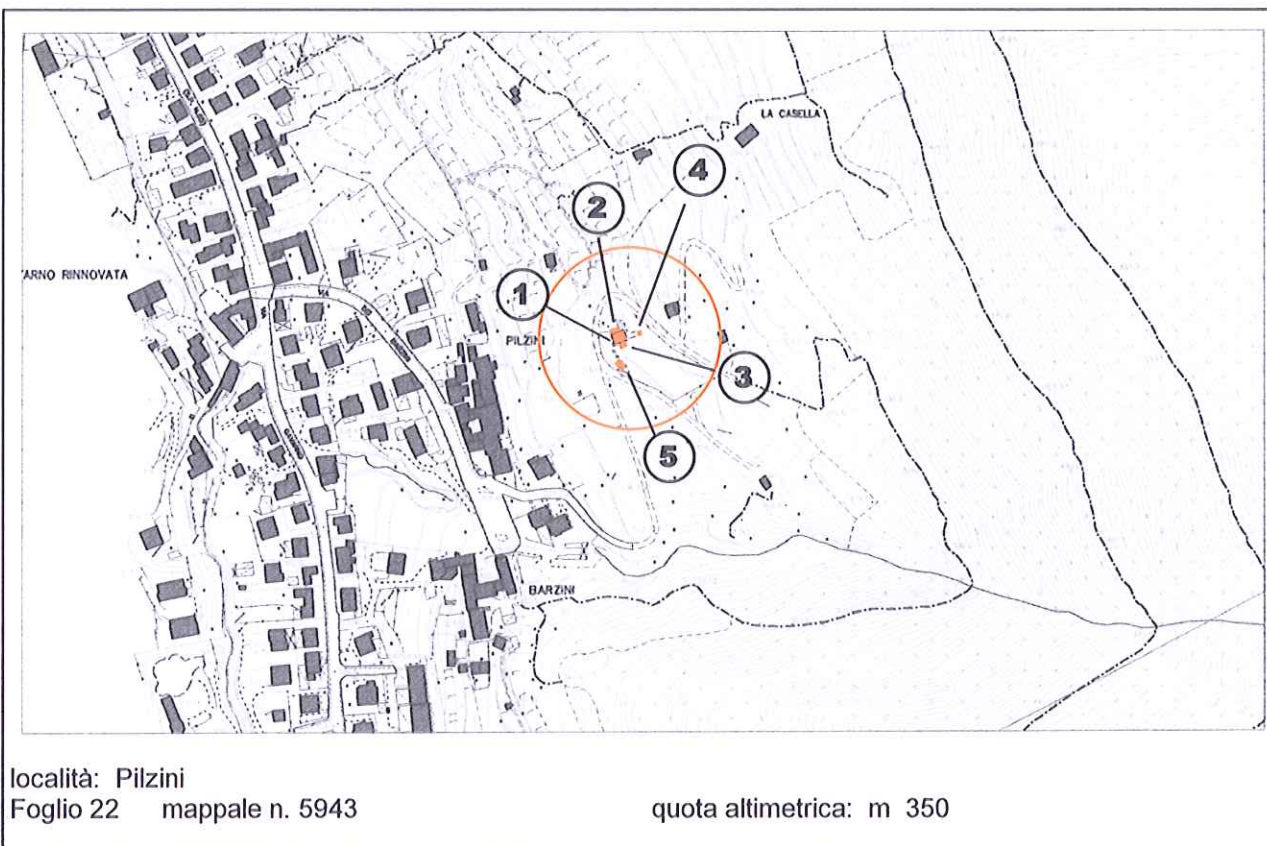 LA CASELLA
4
2
'ARNO RINNOVATA
1
PILZINI
3
5
BARZINI
località: Pilzini
Foglio 22 mappale n. 5943 quota altimetrica: m 350